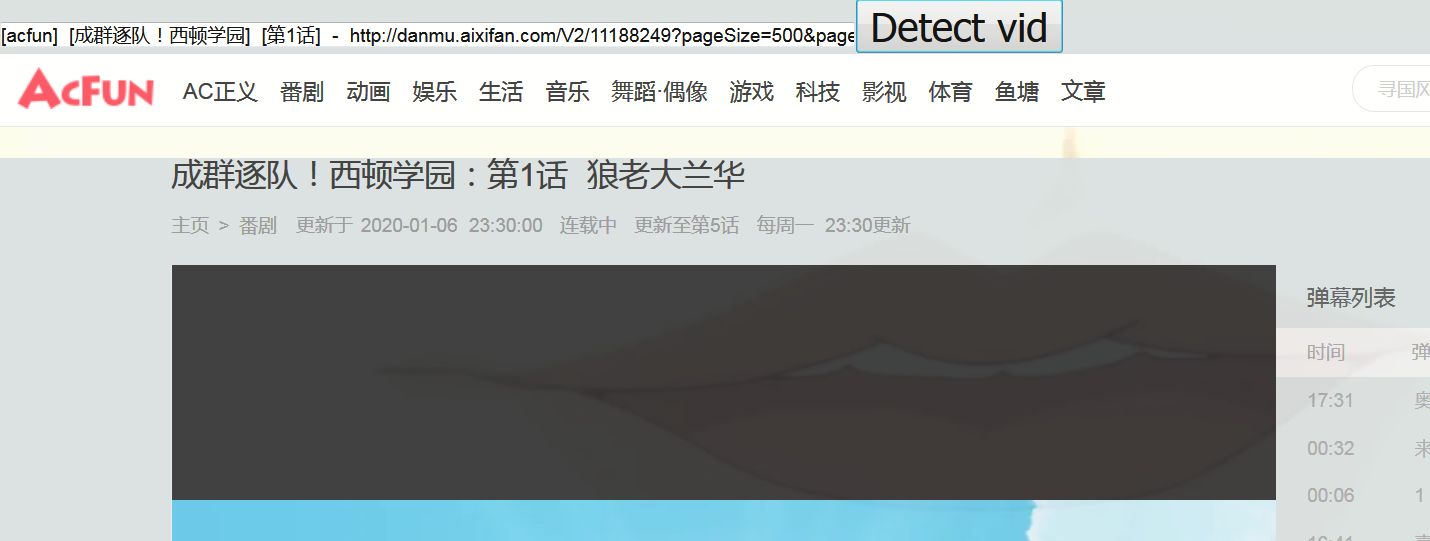 [acfun] [成群逐队！西顿学园] [第1话] - http://danmu.aixifan.com/V2/11188249?pageSize=500&page
Detect vid
ACFUN AC正义 番剧 动画 娱乐 生活 音乐 舞蹈·偶像 游戏 科技 影视 体育 鱼塘 文章 寻国风
成群逐队！西顿学园：第1话 狼老大兰华
主页 > 番剧 更新于 2020-01-06 23:30:00 连载中 更新至第5话 每周一 23:30更新
弹幕列表
时间 弹
17:31 奥
00:32 来
00:06 1